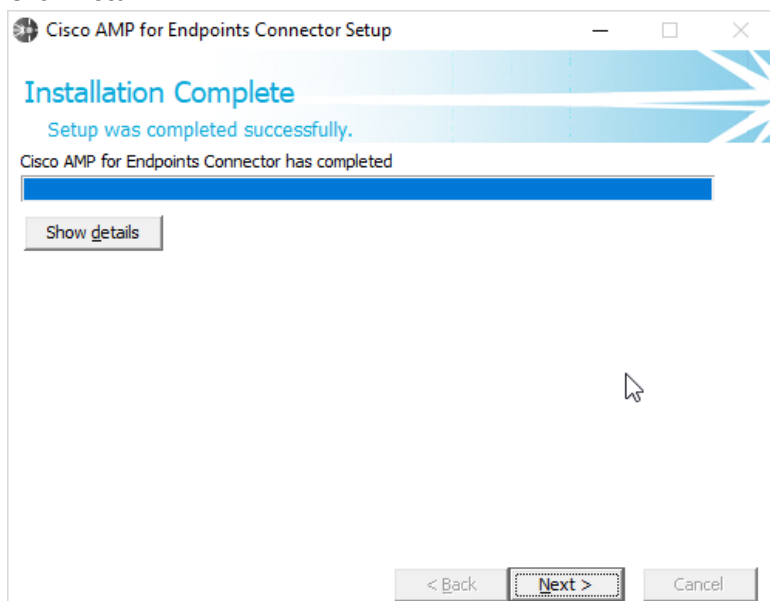 Cisco AMP for Endpoints Connector Setup
Installation Complete
Setup was completed successfully.
Cisco AMP for Endpoints Connector has completed
Show details
< Back Next > Cancel